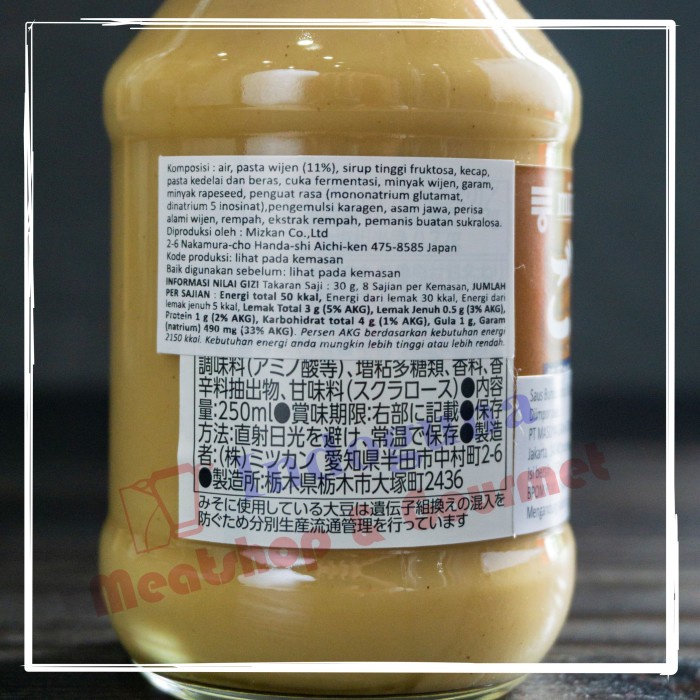 Komposisi : air, pasta wijen (11%), sirup tinggi fruktosa, kecap,
pasta kedelai dan beras, cuka fermentasi, minyak wijen, garam,
minyak rapeseed, penguat rasa (mononatrium glutamat,
dinatrium 5 inosinat),pengemulsi karagen, asam jawa, perisa
alami wijen, rempah, ekstrak rempah, pemanis buatan sukralosa.
Diproduksi oleh : Mizkan Co.,Ltd
2-6 Nakamura-cho Handa-shi Aichi-ken 475-8585 Japan
Kode produksi: lihat pada kemasan
Baik digunakan sebelum: lihat pada kemasan
INFORMASI NILAI GIZI Takaran Saji : 30 g, 8 Sajian per Kemasan, JUMLAH
PER SAJIAN : Energi total 50 kkal, Energi dari lemak 30 kkal, Energi dari
lemak jenuh 5 kkal, Lemak Total 3 g (5% AKG), Lemak Jenuh 0.5 g (3% AKG),
Protein 1 g (2% AKG), Karbohidrat total 4 g (1% AKG), Gula 1 g, Garam
(natrium) 490 mg (33% AKG). Persen AKG berdasarkan kebutuhan energi
2150 kkal. Kebutuhan energi anda mungkin lebih tinggi atau lebih rendah.
調味料(アミノ酸等)、増粘多糖類、香料、香
辛料抽出物、甘味料(スクラロース)●内容
量:250ml●賞味期限:右部に記載●保存
方法:直射日光を避け、常温で保存●製造
者:(株)ミツカン 愛知県半田市中村町2-6
●製造所:栃木県栃木市大塚町2436
みそに使用している大豆は遺伝子組換えの混入を
防ぐため分別生産流通管理を行っています
Saus
PT
Jakarta
BPOM
Indoguna
Meatshop & Gourmet